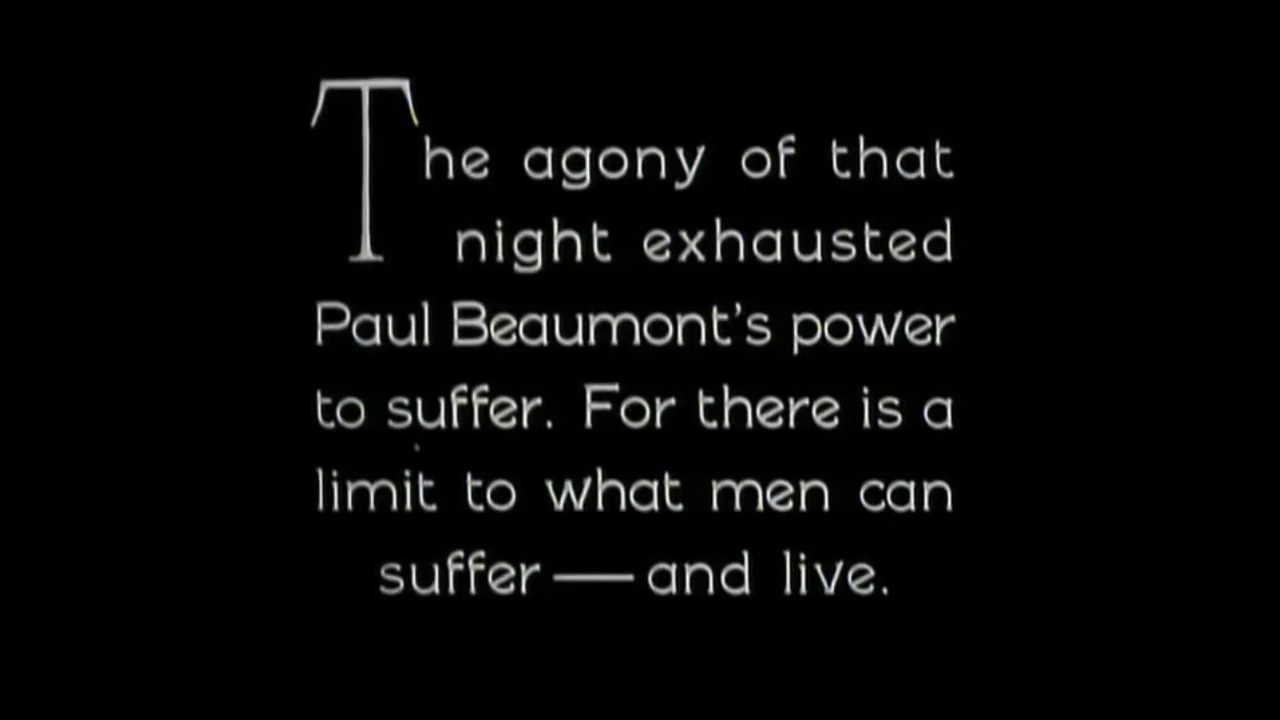 The agony of that
night exhausted
Paul Beaumont's power
to suffer. For there is a
limit to what men can
suffer — and live.